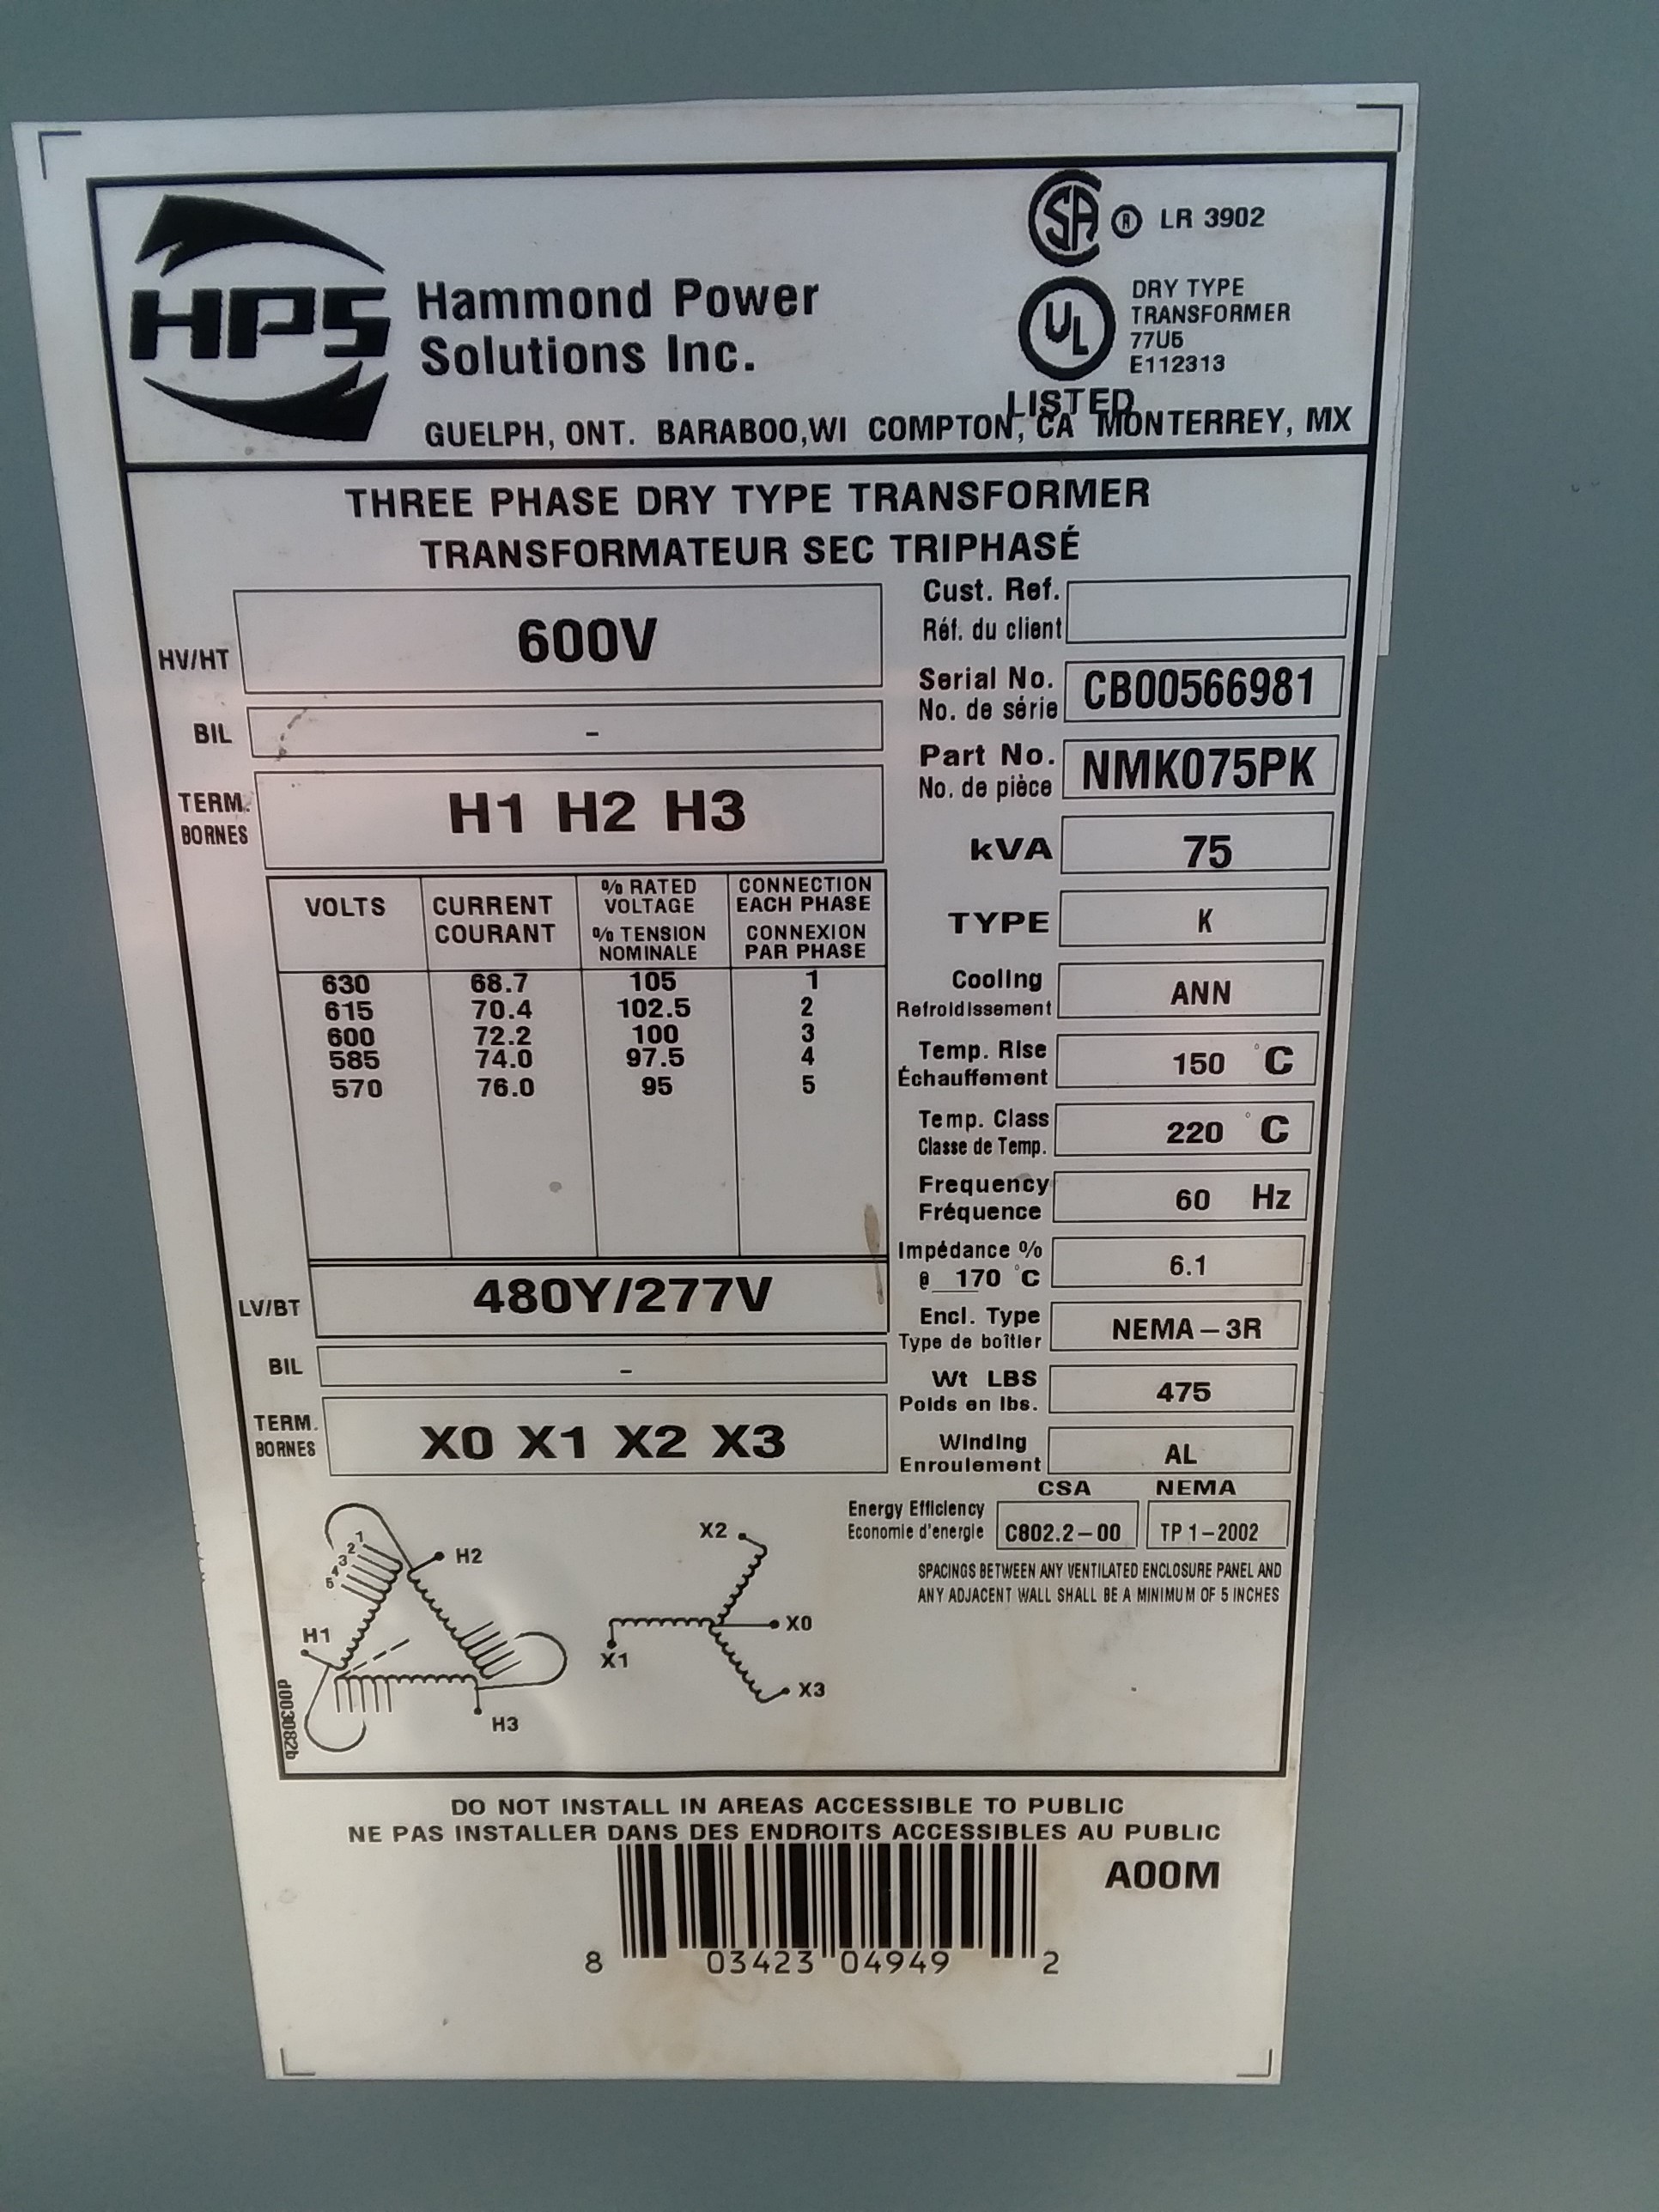 HPS
Hammond Power
Solutions Inc.
GUELPH, ONT. BARABOO,WI COMPTON, CA MONTERREY, MX
SA ® LR 3902
UL
LISTED
DRY TYPE
TRANSFORMER
77U5
E112313
THREE PHASE DRY TYPE TRANSFORMER
TRANSFORMATEUR SEC TRIPHASÉ
HV/HT 600V
BIL -
TERM.
BORNES
H1 H2 H3
VOLTS
CURRENT
COURANT
% RATED
VOLTAGE
% TENSION
NOMINALE
CONNECTION
EACH PHASE
CONNEXION
PAR PHASE
630 68.7 105 1
615 70.4 102.5 2
600 72.2 100 3
585 74.0 97.5 4
570 76.0 95 5
LV/BT 480Y/277V
BIL -
TERM.
BORNES
X0 X1 X2 X3
Cust. Ref.
Réf. du client
Serial No.
No. de série
CB00566981
Part No.
No. de pièce
NMK075PK
kVA 75
TYPE K
Cooling
Refroidissement
ANN
Temp. Rise
Échauffement
150 °C
Temp. Class
Classe de Temp.
220 °C
Frequency
Fréquence
60 Hz
Impédance %
@ 170 °C
6.1
Encl. Type
Type de boîtier
NEMA-3R
Wt LBS
Poids en lbs.
475
Winding
Enroulement
AL
CSA NEMA
Energy Efficiency
Economie d'energie
C802.2-00 TP 1-2002
SPACINGS BETWEEN ANY VENTILATED ENCLOSURE PANEL AND
ANY ADJACENT WALL SHALL BE A MINIMUM OF 5 INCHES
1
2
3
4
5
H2
H1
H3
X2
X0
X1
X3
d003082b
DO NOT INSTALL IN AREAS ACCESSIBLE TO PUBLIC
NE PAS INSTALLER DANS DES ENDROITS ACCESSIBLES AU PUBLIC
A00M
8 03423 04949 2